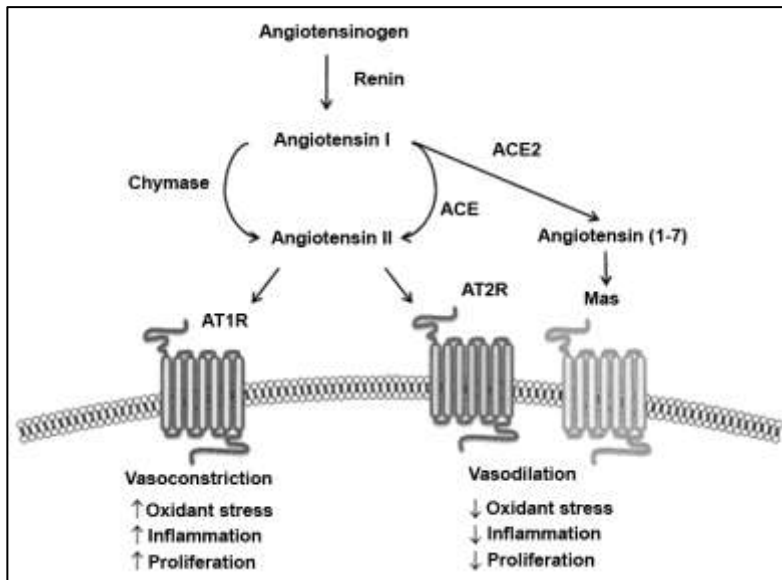 Angiotensinogen
Renin
Angiotensin I
ACE2
Chymase
ACE
Angiotensin II
Angiotensin (1-7)
AT1R
AT2R
Mas
Vasoconstriction
↑ Oxidant stress
↑ Inflammation
↑ Proliferation
Vasodilation
↓ Oxidant stress
↓ Inflammation
↓ Proliferation